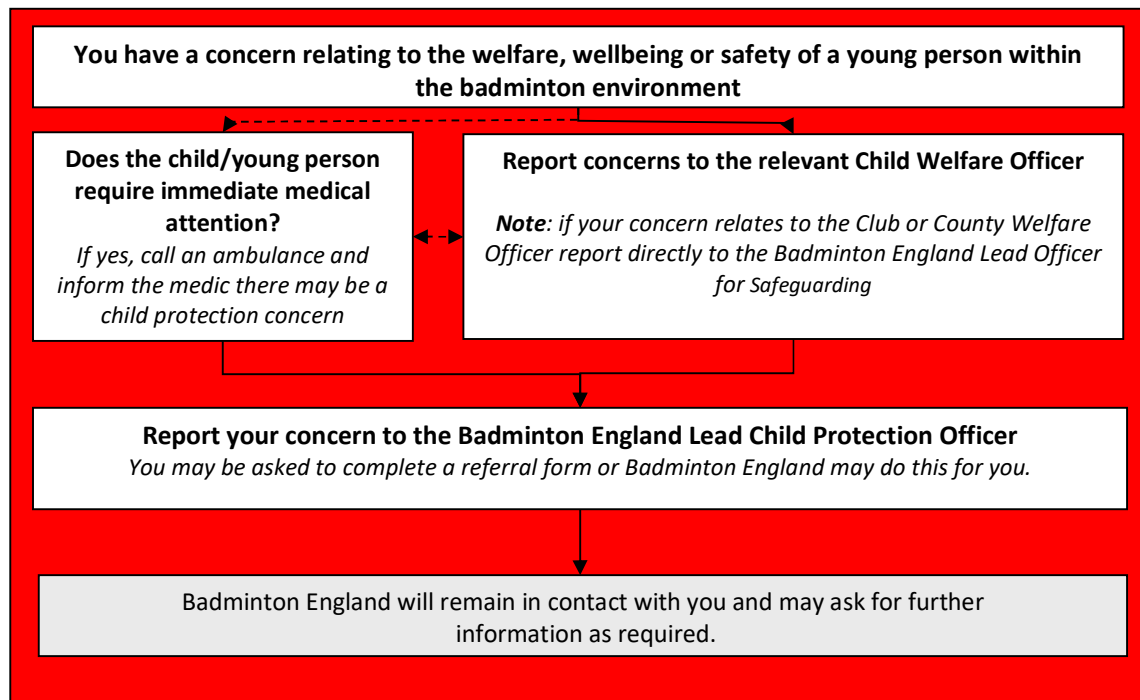 You have a concern relating to the welfare, wellbeing or safety of a young person within
the badminton environment
Does the child/young person
require immediate medical
attention?
If yes, call an ambulance and
inform the medic there may be a
child protection concern
Report concerns to the relevant Child Welfare Officer
Note: if your concern relates to the Club or County Welfare
Officer report directly to the Badminton England Lead Officer
for Safeguarding
Report your concern to the Badminton England Lead Child Protection Officer
You may be asked to complete a referral form or Badminton England may do this for you.
Badminton England will remain in contact with you and may ask for further
information as required.